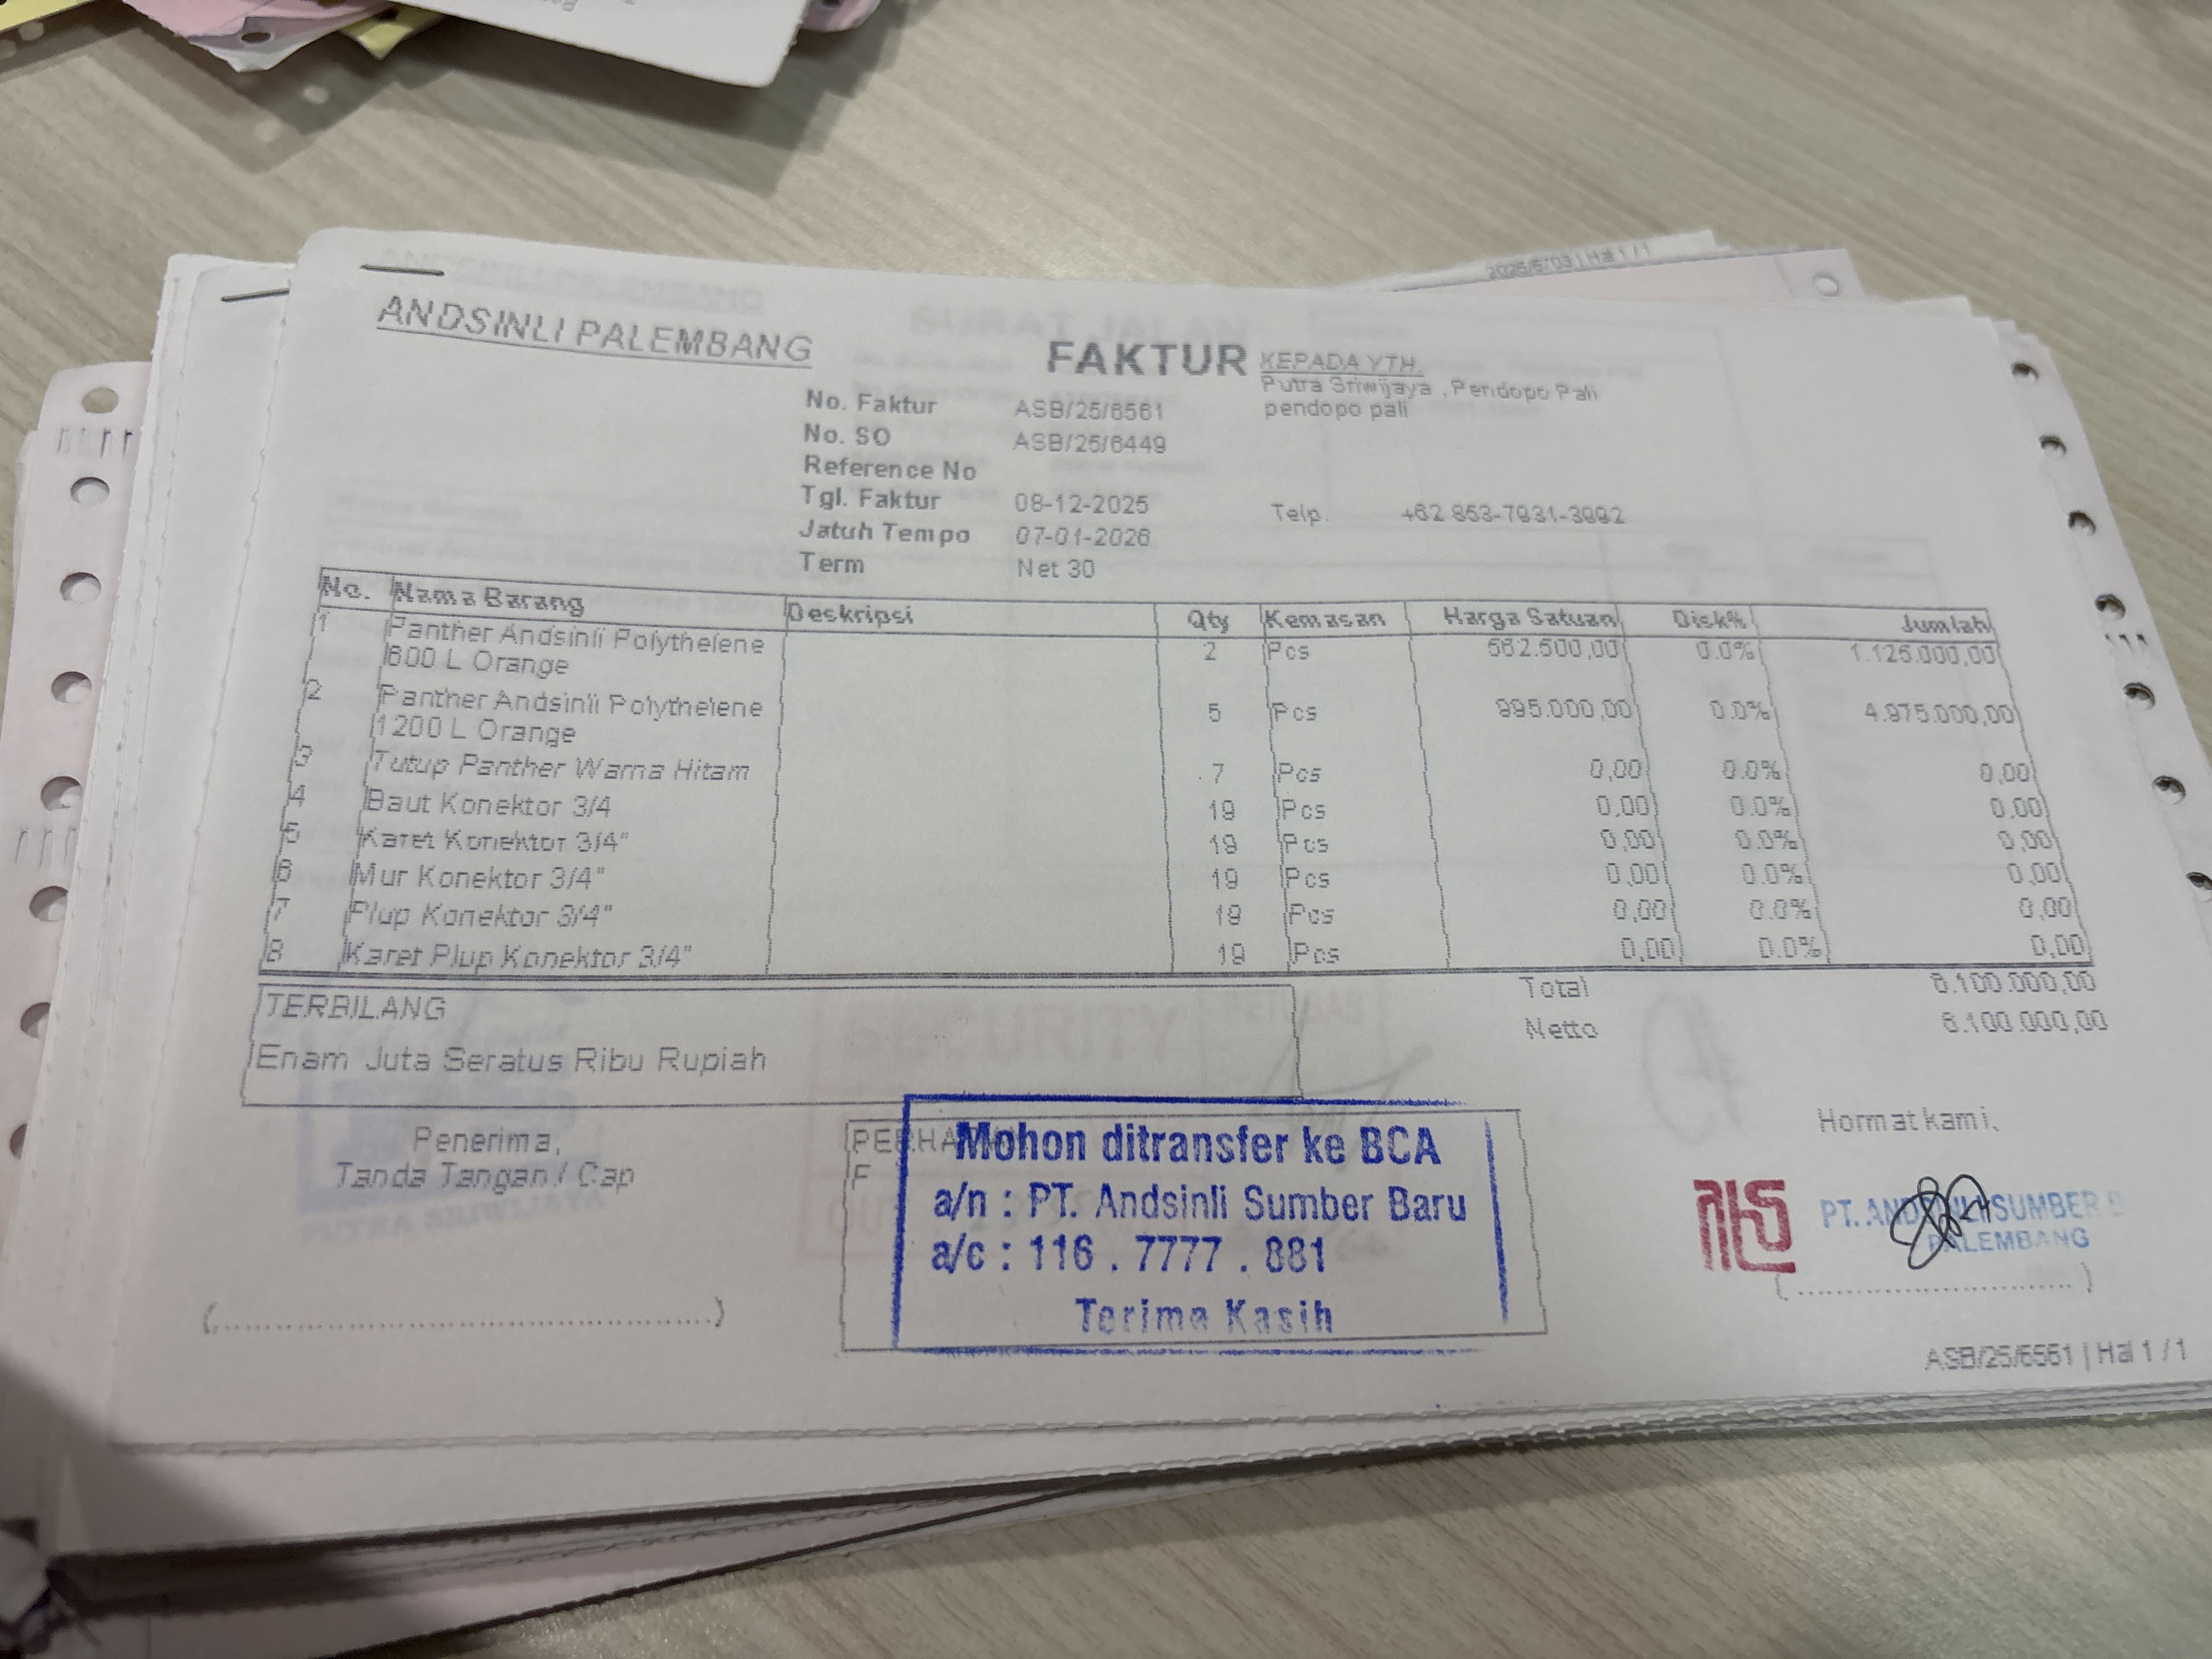 2025/6703 | Hal 1 / 1
ANDSINLI PALEMBANG
FAKTUR
KEPADA YTH.
Putra Sriwijaya , Pendopo Pali
pendopo pali
No. Faktur ASB/25/6561
No. SO ASB/25/6449
Reference No
Tgl. Faktur 08-12-2025
Telp. +62 853-7931-3992
Jatuh Tempo 07-01-2026
Term Net 30
No. Nama Barang Deskripsi Qty Kemasan Harga Satuan Disk% Jumlah
1 Panther Andsinli Polythelene 2 Pcs 562.500,00 0.0% 1.125.000,00
600 L Orange
2 Panther Andsinli Polythelene 5 Pcs 995.000,00 0.0% 4.975.000,00
1200 L Orange
3 Tutup Panther Warna Hitam 7 Pcs 0,00 0.0% 0,00
4 Baut Konektor 3/4 19 Pcs 0,00 0.0% 0,00
5 Karet Konektor 3/4" 19 Pcs 0,00 0.0% 0,00
6 Mur Konektor 3/4" 19 Pcs 0,00 0.0% 0,00
7 Plup Konektor 3/4" 19 Pcs 0,00 0.0% 0,00
8 Karet Plup Konektor 3/4" 19 Pcs 0,00 0.0% 0,00
Total 6.100.000,00
Netto 6.100.000,00
TERBILANG
Enam Juta Seratus Ribu Rupiah
Penerima,
Tanda Tangan / Cap
Mohon ditransfer ke BCA
a/n : PT. Andsinli Sumber Baru
a/c : 116 . 7777 . 881
Terima Kasih
Hormat kami,
PT. ANDSINLI SUMBER B
PALEMBANG
ASB/25/6561 | Hal 1 / 1